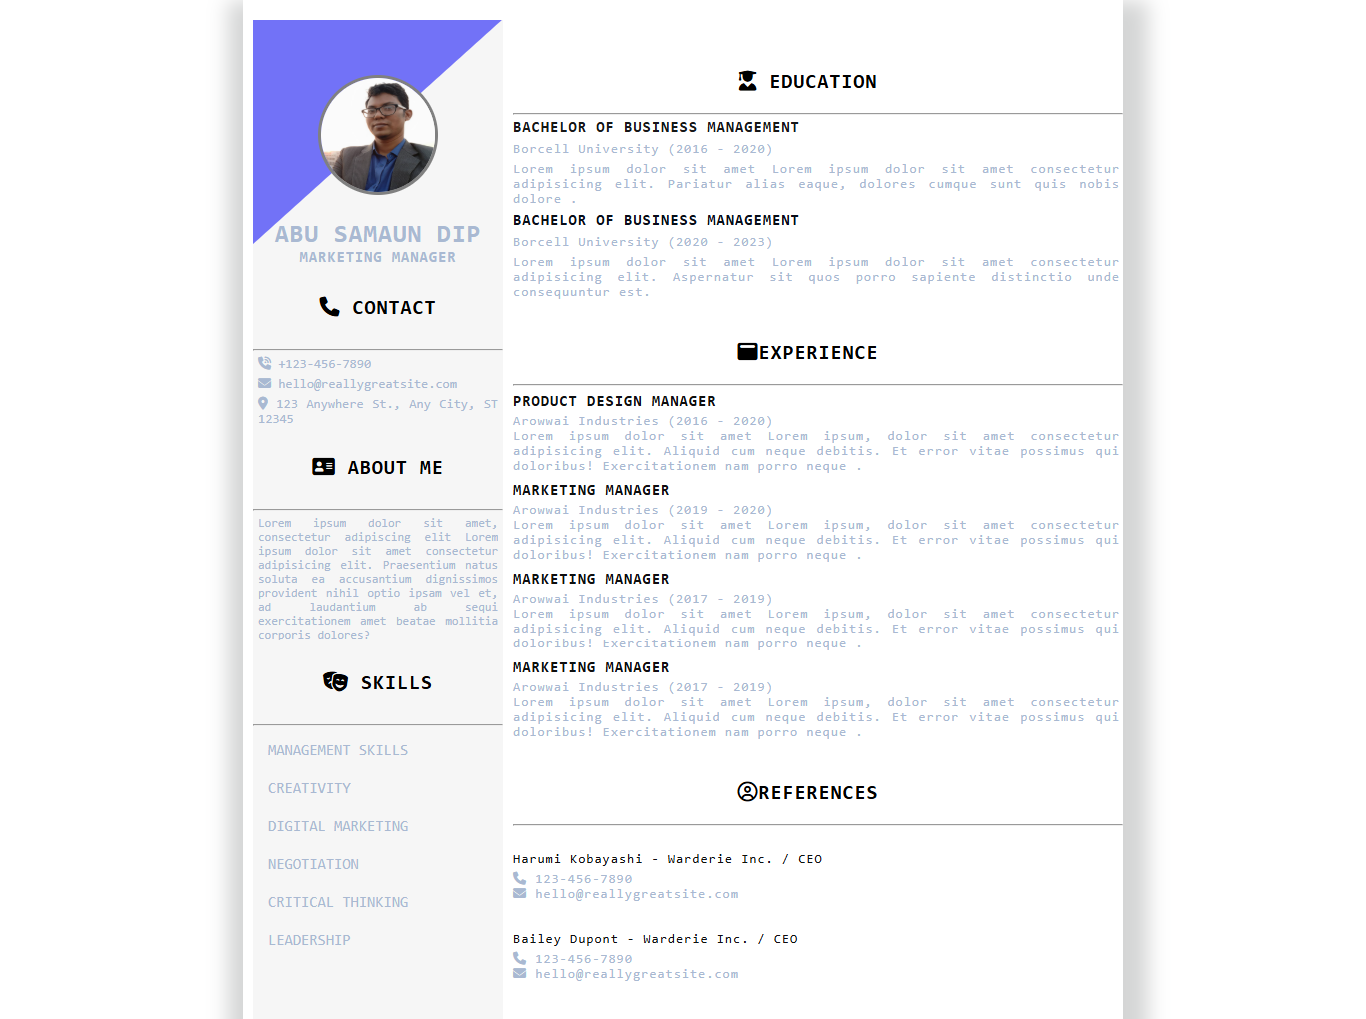 ABU SAMAUN DIP
MARKETING MANAGER
CONTACT
+123-456-7890
hello@reallygreatsite.com
123 Anywhere St., Any City, ST
12345
ABOUT ME
Lorem ipsum dolor sit amet,
consectetur adipiscing elit Lorem
ipsum dolor sit amet consectetur
adipisicing elit. Praesentium natus
soluta ea accusantium dignissimos
provident nihil optio ipsam vel et,
ad laudantium ab sequi
exercitationem amet beatae mollitia
corporis dolores?
SKILLS
MANAGEMENT SKILLS
CREATIVITY
DIGITAL MARKETING
NEGOTIATION
CRITICAL THINKING
LEADERSHIP
EDUCATION
BACHELOR OF BUSINESS MANAGEMENT
Borcell University (2016 - 2020)
Lorem ipsum dolor sit amet Lorem ipsum dolor sit amet consectetur
adipisicing elit. Pariatur alias eaque, dolores cumque sunt quis nobis
dolore .
BACHELOR OF BUSINESS MANAGEMENT
Borcell University (2020 - 2023)
Lorem ipsum dolor sit amet Lorem ipsum dolor sit amet consectetur
adipisicing elit. Aspernatur sit quos porro sapiente distinctio unde
consequuntur est.
EXPERIENCE
PRODUCT DESIGN MANAGER
Arowwai Industries (2016 - 2020)
Lorem ipsum dolor sit amet Lorem ipsum, dolor sit amet consectetur
adipisicing elit. Aliquid cum neque debitis. Et error vitae possimus qui
doloribus! Exercitationem nam porro neque .
MARKETING MANAGER
Arowwai Industries (2019 - 2020)
Lorem ipsum dolor sit amet Lorem ipsum, dolor sit amet consectetur
adipisicing elit. Aliquid cum neque debitis. Et error vitae possimus qui
doloribus! Exercitationem nam porro neque .
MARKETING MANAGER
Arowwai Industries (2017 - 2019)
Lorem ipsum dolor sit amet Lorem ipsum, dolor sit amet consectetur
adipisicing elit. Aliquid cum neque debitis. Et error vitae possimus qui
doloribus! Exercitationem nam porro neque .
MARKETING MANAGER
Arowwai Industries (2017 - 2019)
Lorem ipsum dolor sit amet Lorem ipsum, dolor sit amet consectetur
adipisicing elit. Aliquid cum neque debitis. Et error vitae possimus qui
doloribus! Exercitationem nam porro neque .
REFERENCES
Harumi Kobayashi - Warderie Inc. / CEO
123-456-7890
hello@reallygreatsite.com
Bailey Dupont - Warderie Inc. / CEO
123-456-7890
hello@reallygreatsite.com